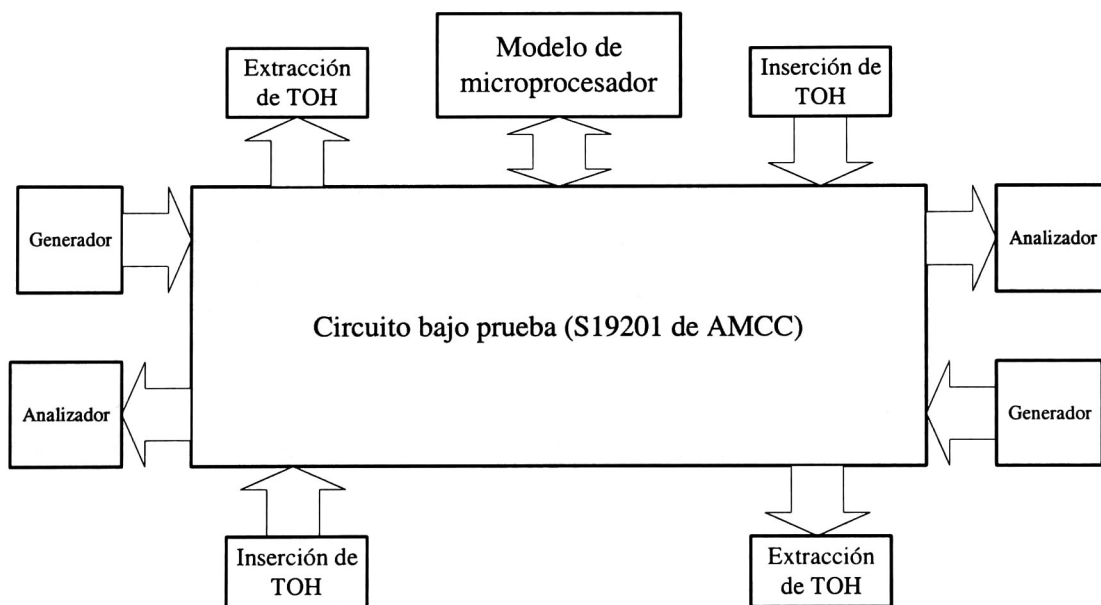 Extracción
de TOH
Modelo de
microprocesador
Inserción de
TOH
Generador
Analizador
Circuito bajo prueba (S19201 de AMCC)
Analizador
Generador
Inserción de
TOH
Extracción
de TOH